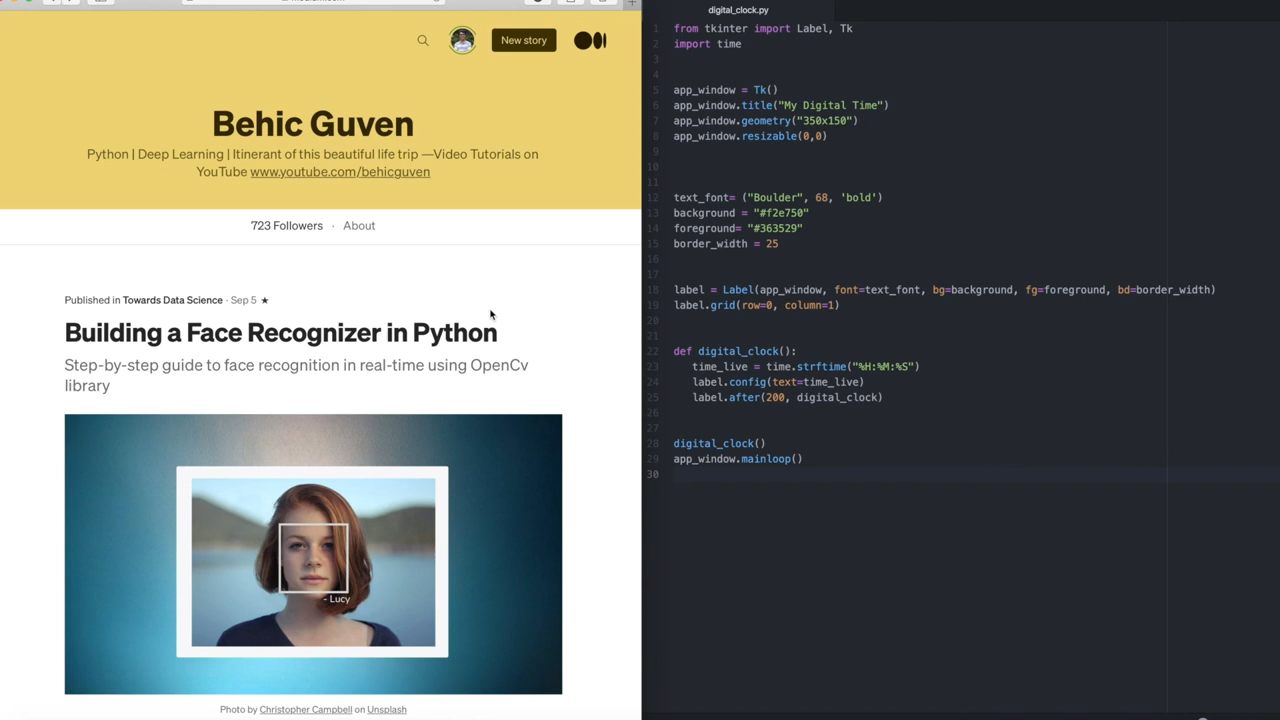 New story
Behic Guven
Python | Deep Learning | Itinerant of this beautiful life trip —Video Tutorials on
YouTube www.youtube.com/behicguven
723 Followers · About
Published in Towards Data Science · Sep 5 ★
Building a Face Recognizer in Python
Step-by-step guide to face recognition in real-time using OpenCv
library
- Lucy
Photo by Christopher Campbell on Unsplash
digital_clock.py
1 from tkinter import Label, Tk
2 import time
3
4
5 app_window = Tk()
6 app_window.title("My Digital Time")
7 app_window.geometry("350x150")
8 app_window.resizable(0,0)
9
10
11
12 text_font= ("Boulder", 68, 'bold')
13 background = "#f2e750"
14 foreground= "#363529"
15 border_width = 25
16
17
18 label = Label(app_window, font=text_font, bg=background, fg=foreground, bd=border_width)
19 label.grid(row=0, column=1)
20
21
22 def digital_clock():
23 time_live = time.strftime("%H:%M:%S")
24 label.config(text=time_live)
25 label.after(200, digital_clock)
26
27
28 digital_clock()
29 app_window.mainloop()
30